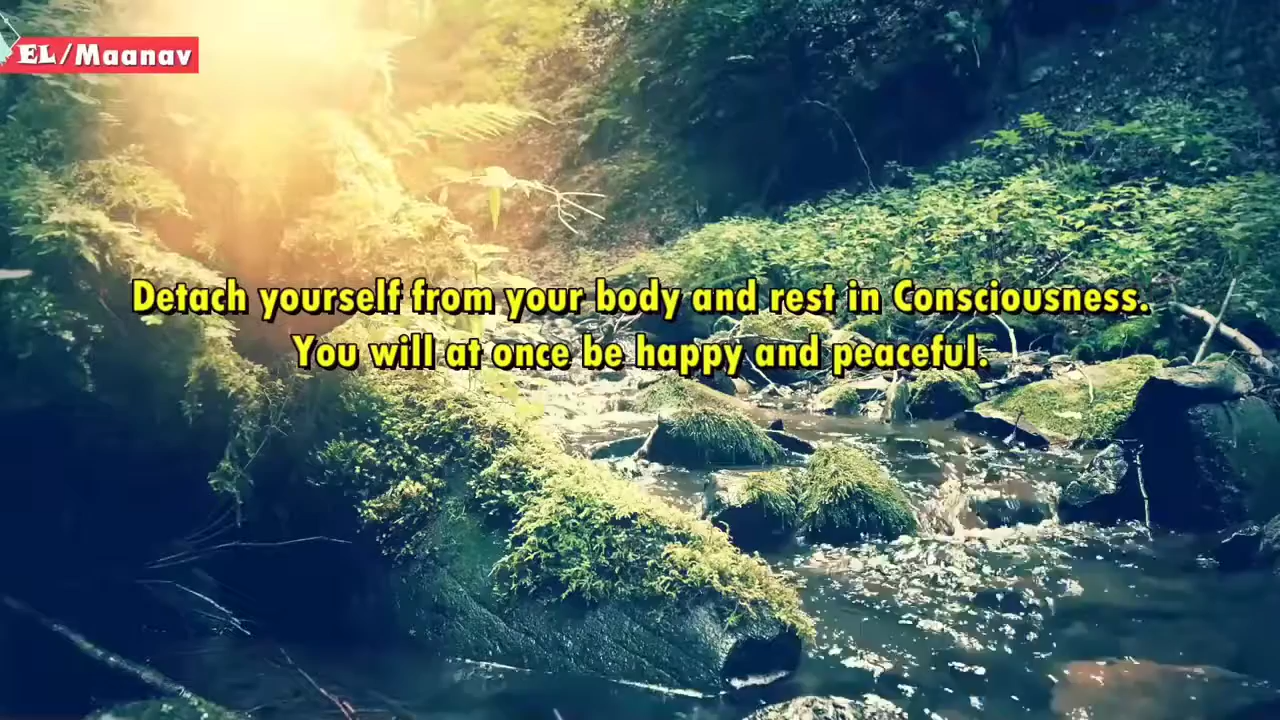 EL/Maanav
Detach yourself from your body and rest in Consciousness.
You will at once be happy and peaceful.